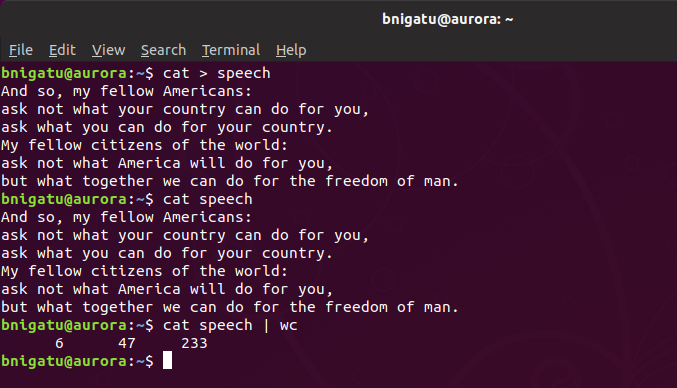 bnigatu@aurora: ~
File Edit View Search Terminal Help
bnigatu@aurora:~$ cat > speech
And so, my fellow Americans:
ask not what your country can do for you,
ask what you can do for your country.
My fellow citizens of the world:
ask not what America will do for you,
but what together we can do for the freedom of man.
bnigatu@aurora:~$ cat speech
And so, my fellow Americans:
ask not what your country can do for you,
ask what you can do for your country.
My fellow citizens of the world:
ask not what America will do for you,
but what together we can do for the freedom of man.
bnigatu@aurora:~$ cat speech | wc
      6      47     233
bnigatu@aurora:~$